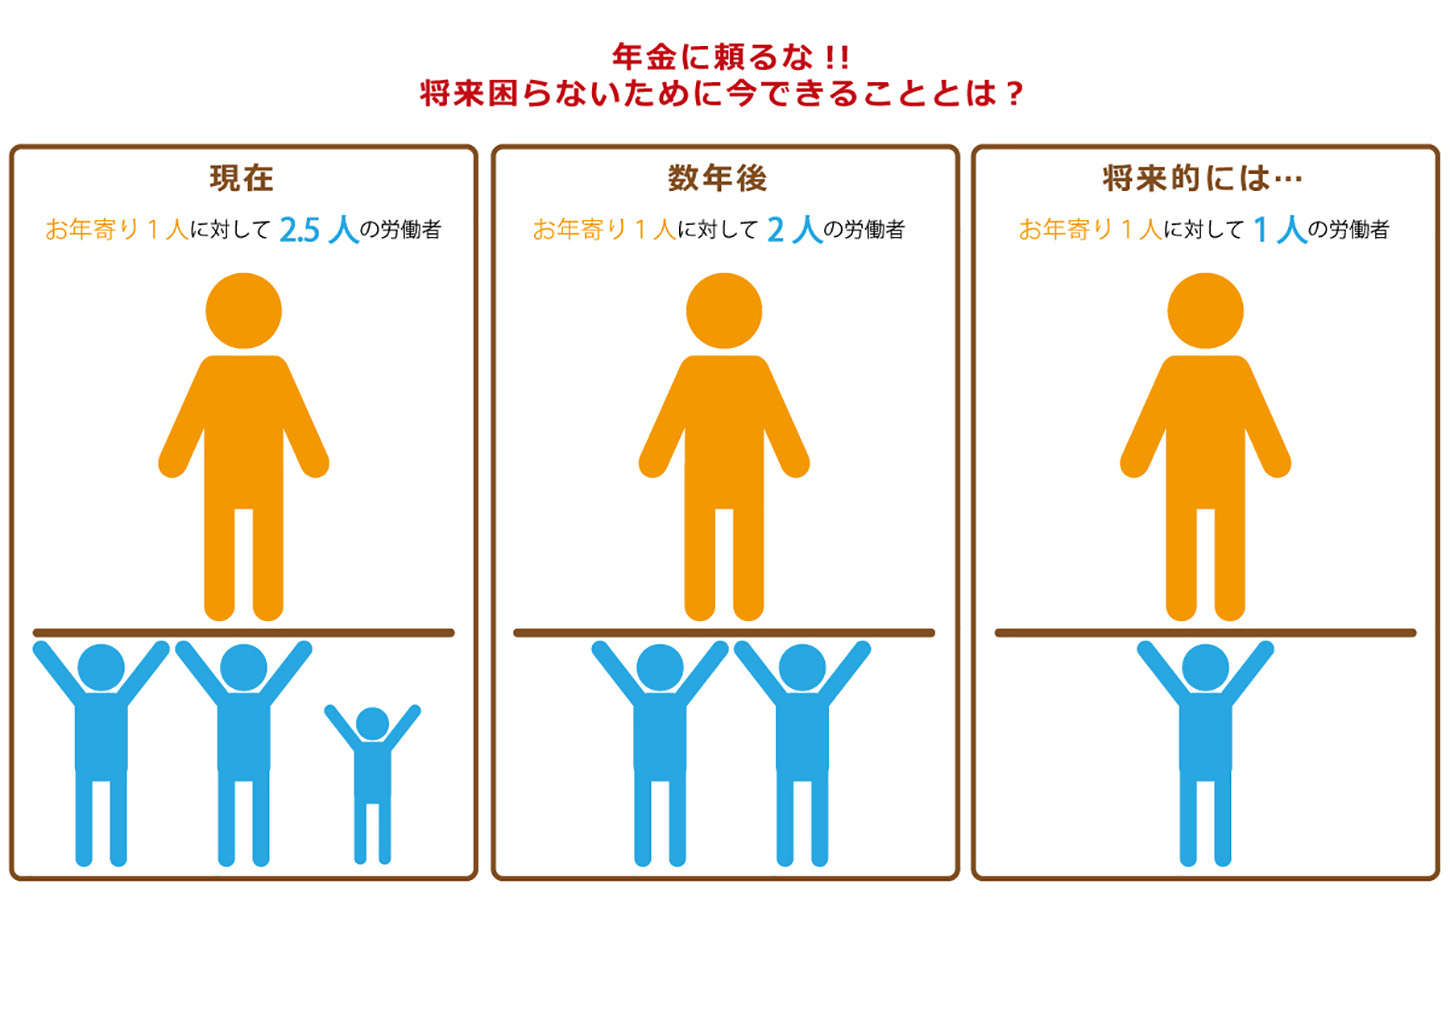 年金に頼るな!!
将来困らないために今できることとは？
現在
お年寄り1人に対して 2.5 人の労働者
数年後
お年寄り1人に対して 2 人の労働者
将来的には…
お年寄り1人に対して 1 人の労働者